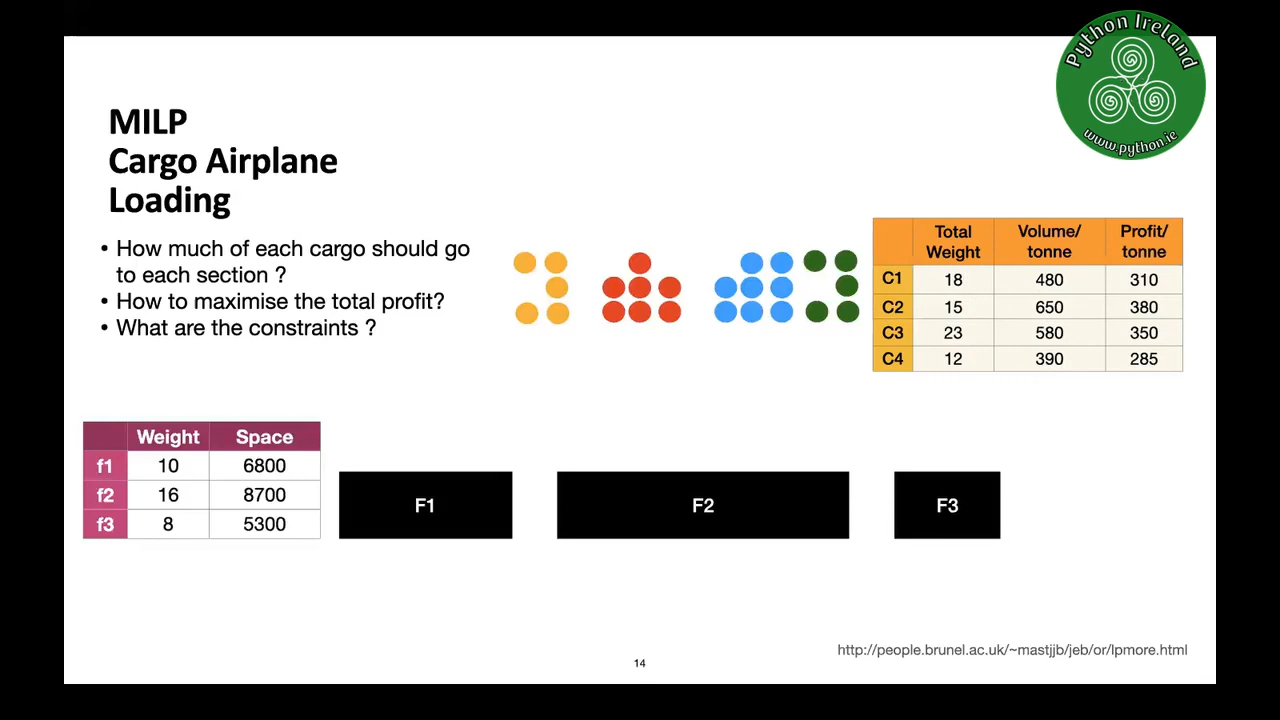 Python Ireland
www.python.ie
MILP
Cargo Airplane
Loading
• How much of each cargo should go
to each section ?
• How to maximise the total profit?
• What are the constraints ?
Total Weight Volume/ tonne Profit/ tonne
C1 18 480 310
C2 15 650 380
C3 23 580 350
C4 12 390 285
Weight Space
f1 10 6800
f2 16 8700
f3 8 5300
F1 F2 F3
http://people.brunel.ac.uk/~mastjjb/jeb/or/lpmore.html
14